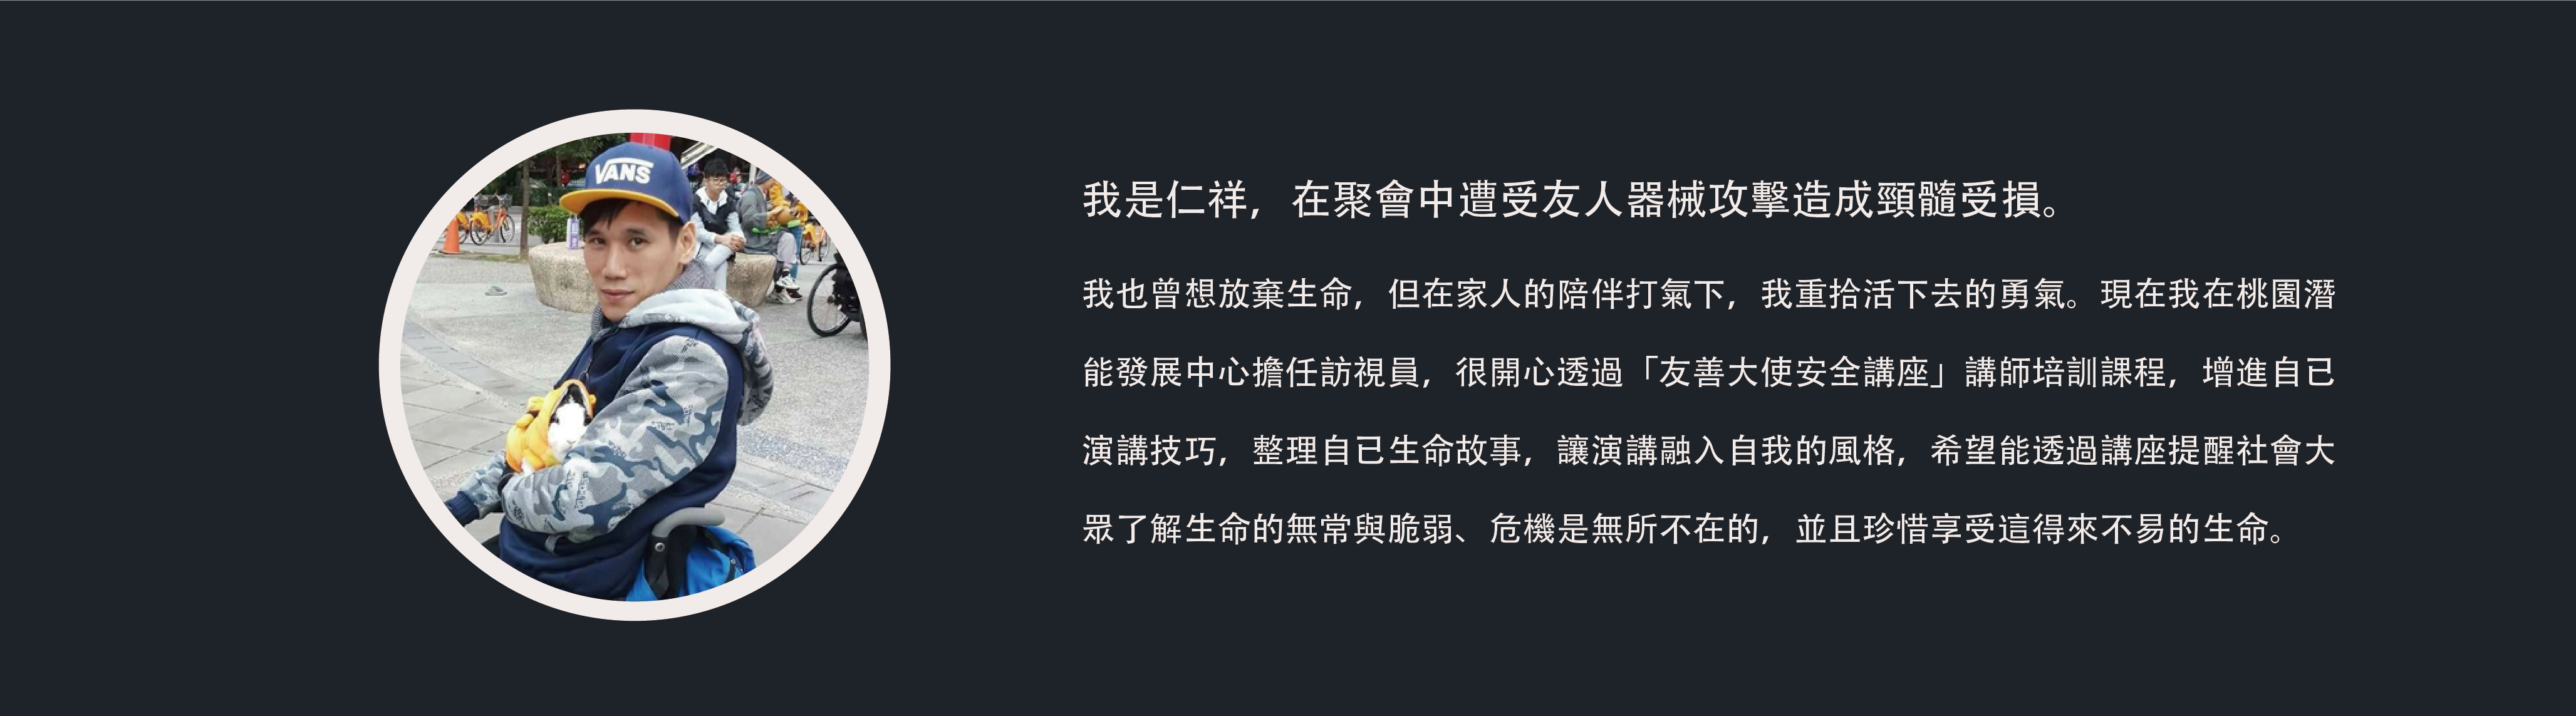 VANS
我是仁祥，在聚會中遭受友人器械攻擊造成頸髓受損。
我也曾想放棄生命，但在家人的陪伴打氣下，我重拾活下去的勇氣。現在我在桃園潛
能發展中心擔任訪視員，很開心透過「友善大使安全講座」講師培訓課程，增進自己
演講技巧，整理自己生命故事，讓演講融入自我的風格，希望能透過講座提醒社會大
眾了解生命的無常與脆弱、危機是無所不在的，並且珍惜享受這得來不易的生命。